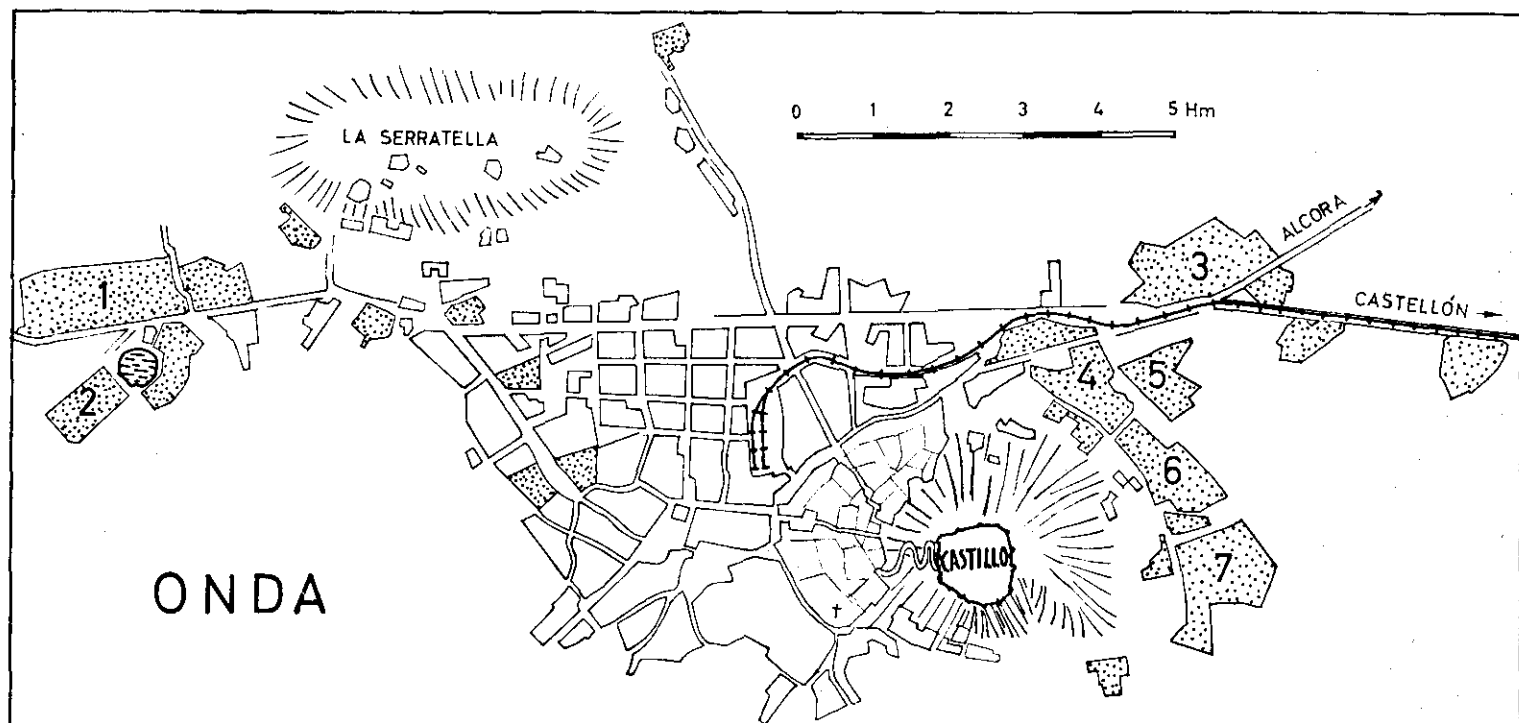 LA SERRATELLA
0 1 2 3 4 5 Hm
ALCORA
1
3
CASTELLÓN
2
4
5
6
CASTILLO
7
ONDA